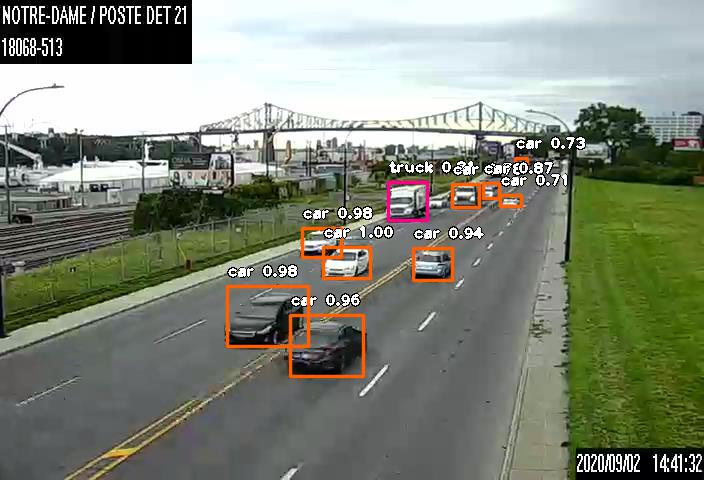 NOTRE-DAME / POSTE DET 21
18068-513
car 0.73
truck 0.
car 0.87
car 0.71
car 0.98
car 1.00
car 0.94
car 0.98
car 0.96
2020/09/02 14:41:32